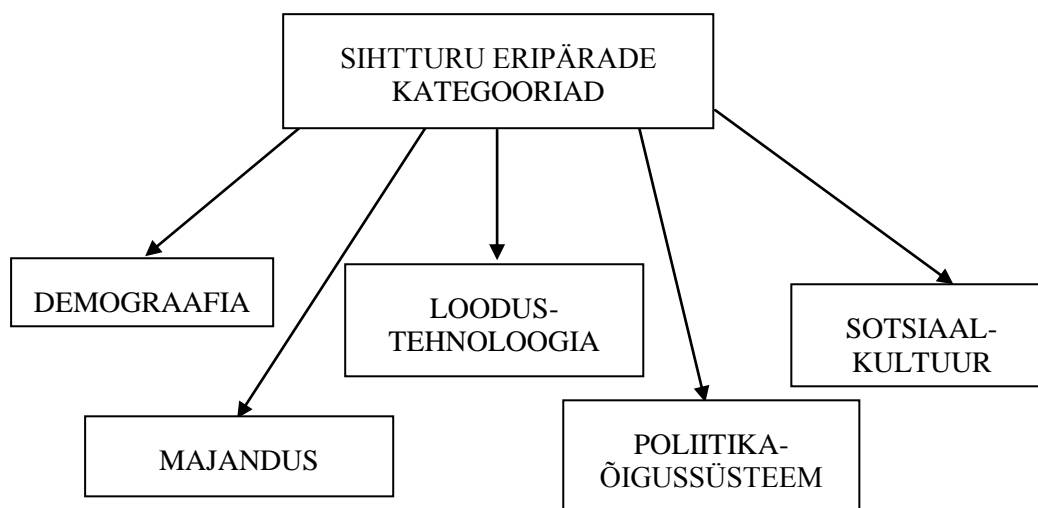 SIHTTURU ERIPÄRADE
KATEGOORIAD
DEMOGRAAFIA
LOODUS-
TEHNOLOOGIA
SOTSIAAL-
KULTUUR
MAJANDUS
POLIITIKA-
ÕIGUSSÜSTEEM